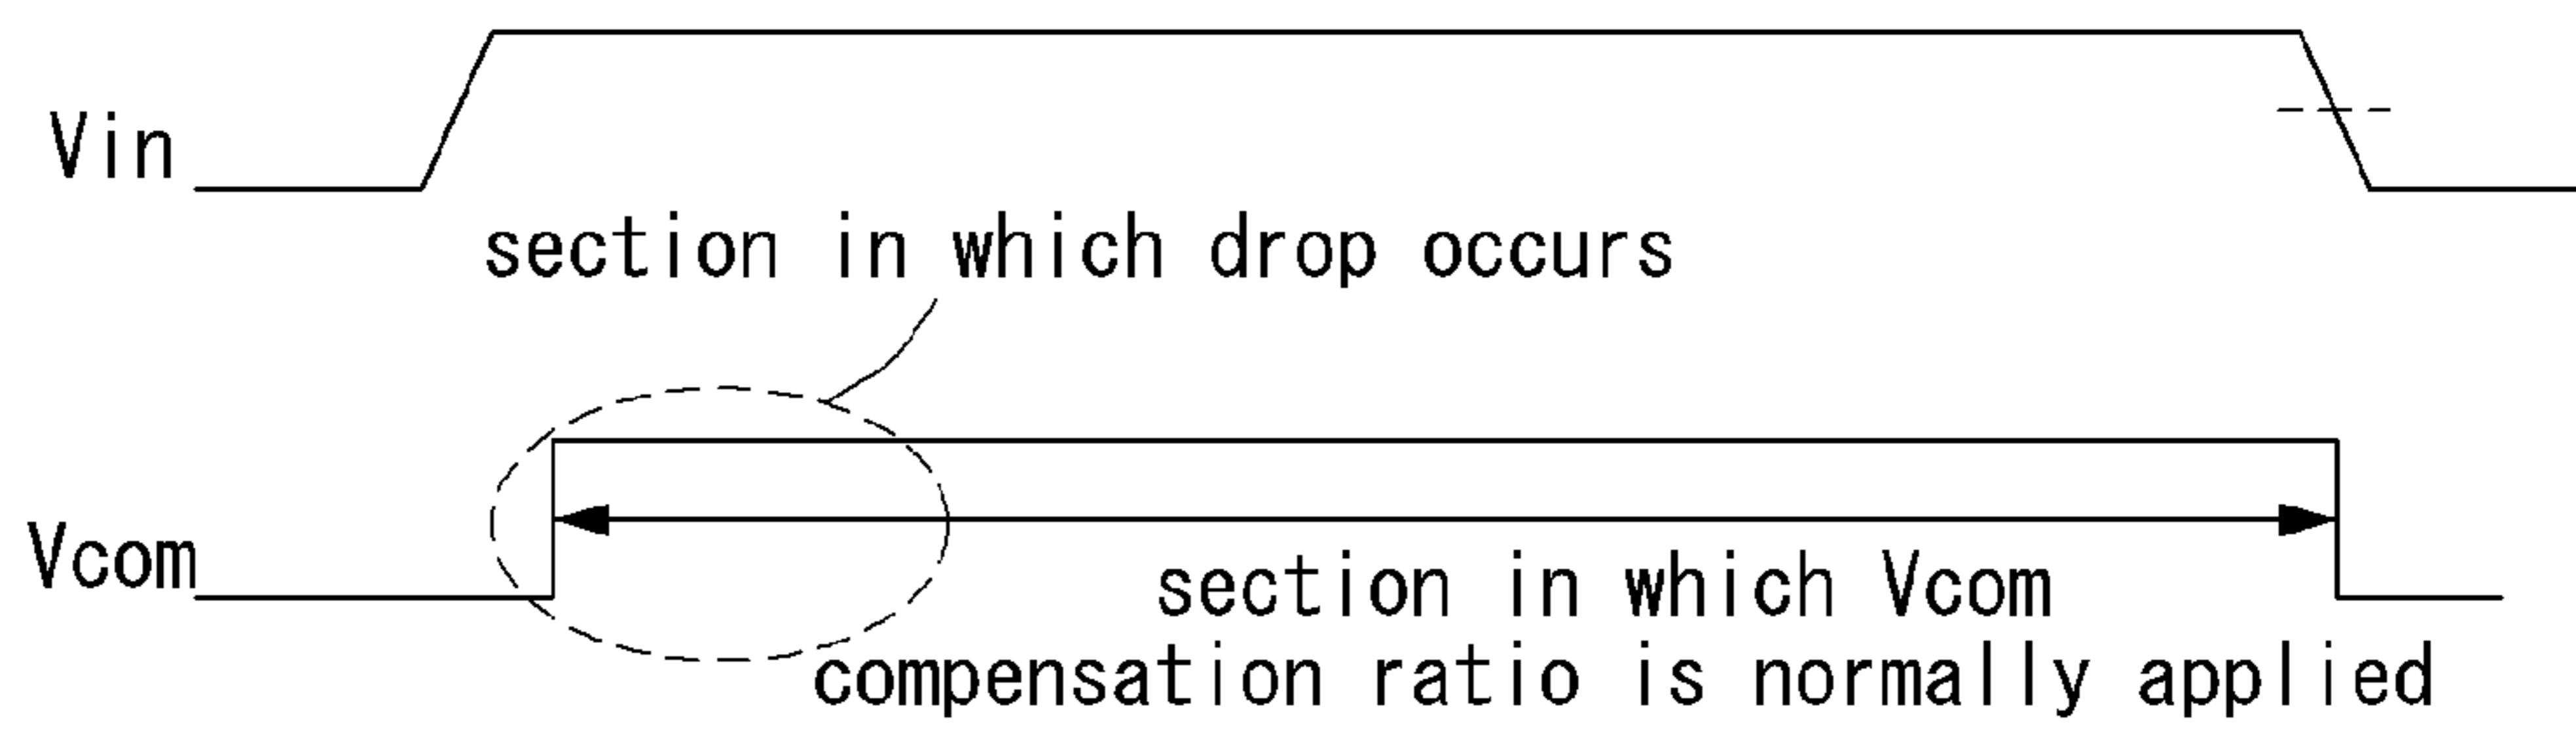 Vin
section in which drop occurs
Vcom
section in which Vcom
compensation ratio is normally applied